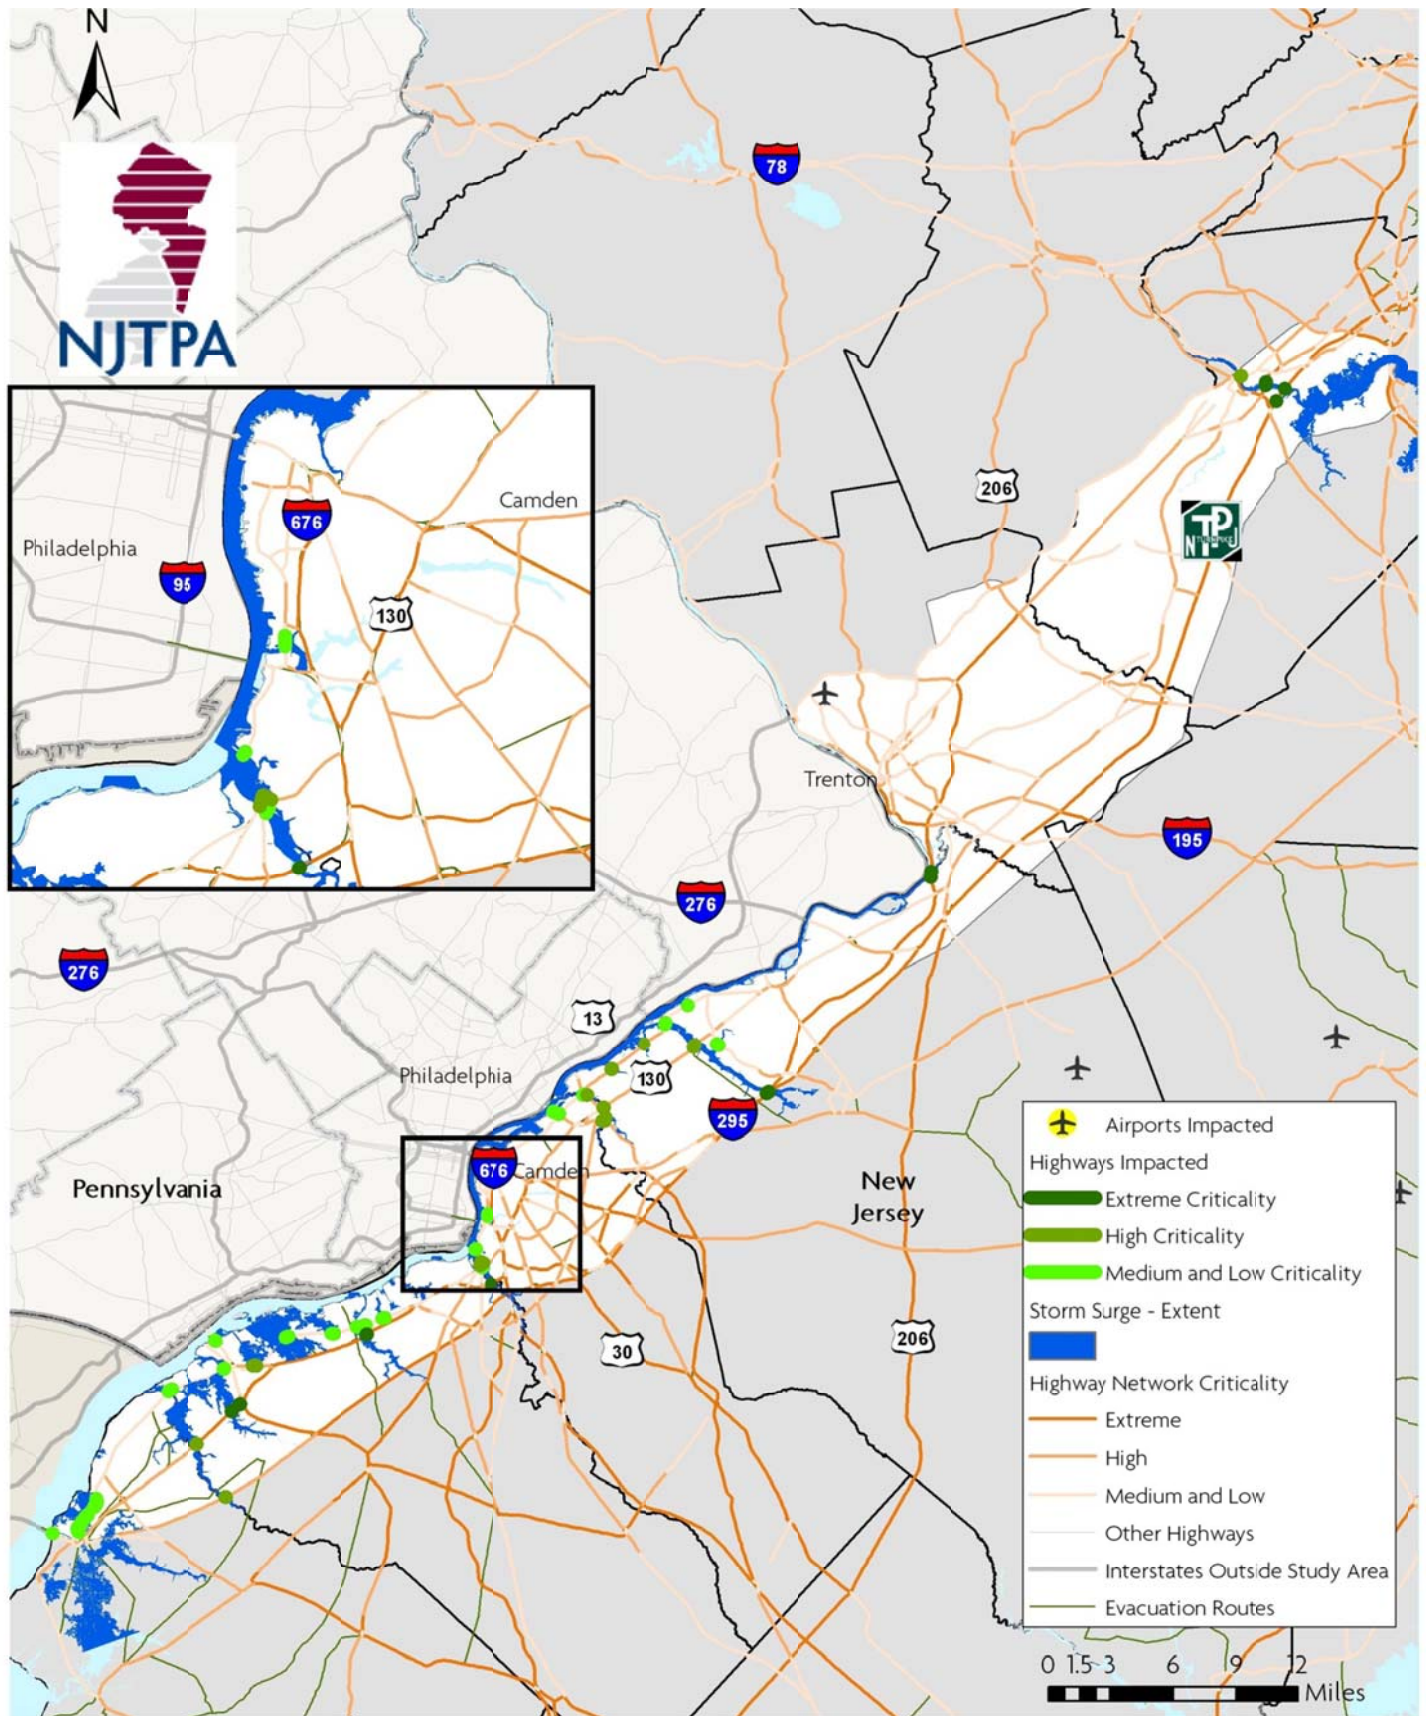 N
78
NJTPA
206
NTPJ
TURNPIKE
Camden
676
Philadelphia
95
130
Trenton
195
276
276
13
Philadelphia
130
295
676
Camden
Pennsylvania
New
Jersey
206
30
Airports Impacted
Highways Impacted
Extreme Criticality
High Criticality
Medium and Low Criticality
Storm Surge - Extent
Highway Network Criticality
Extreme
High
Medium and Low
Other Highways
Interstates Outside Study Area
Evacuation Routes
0 1.5 3 6 9 12
Miles